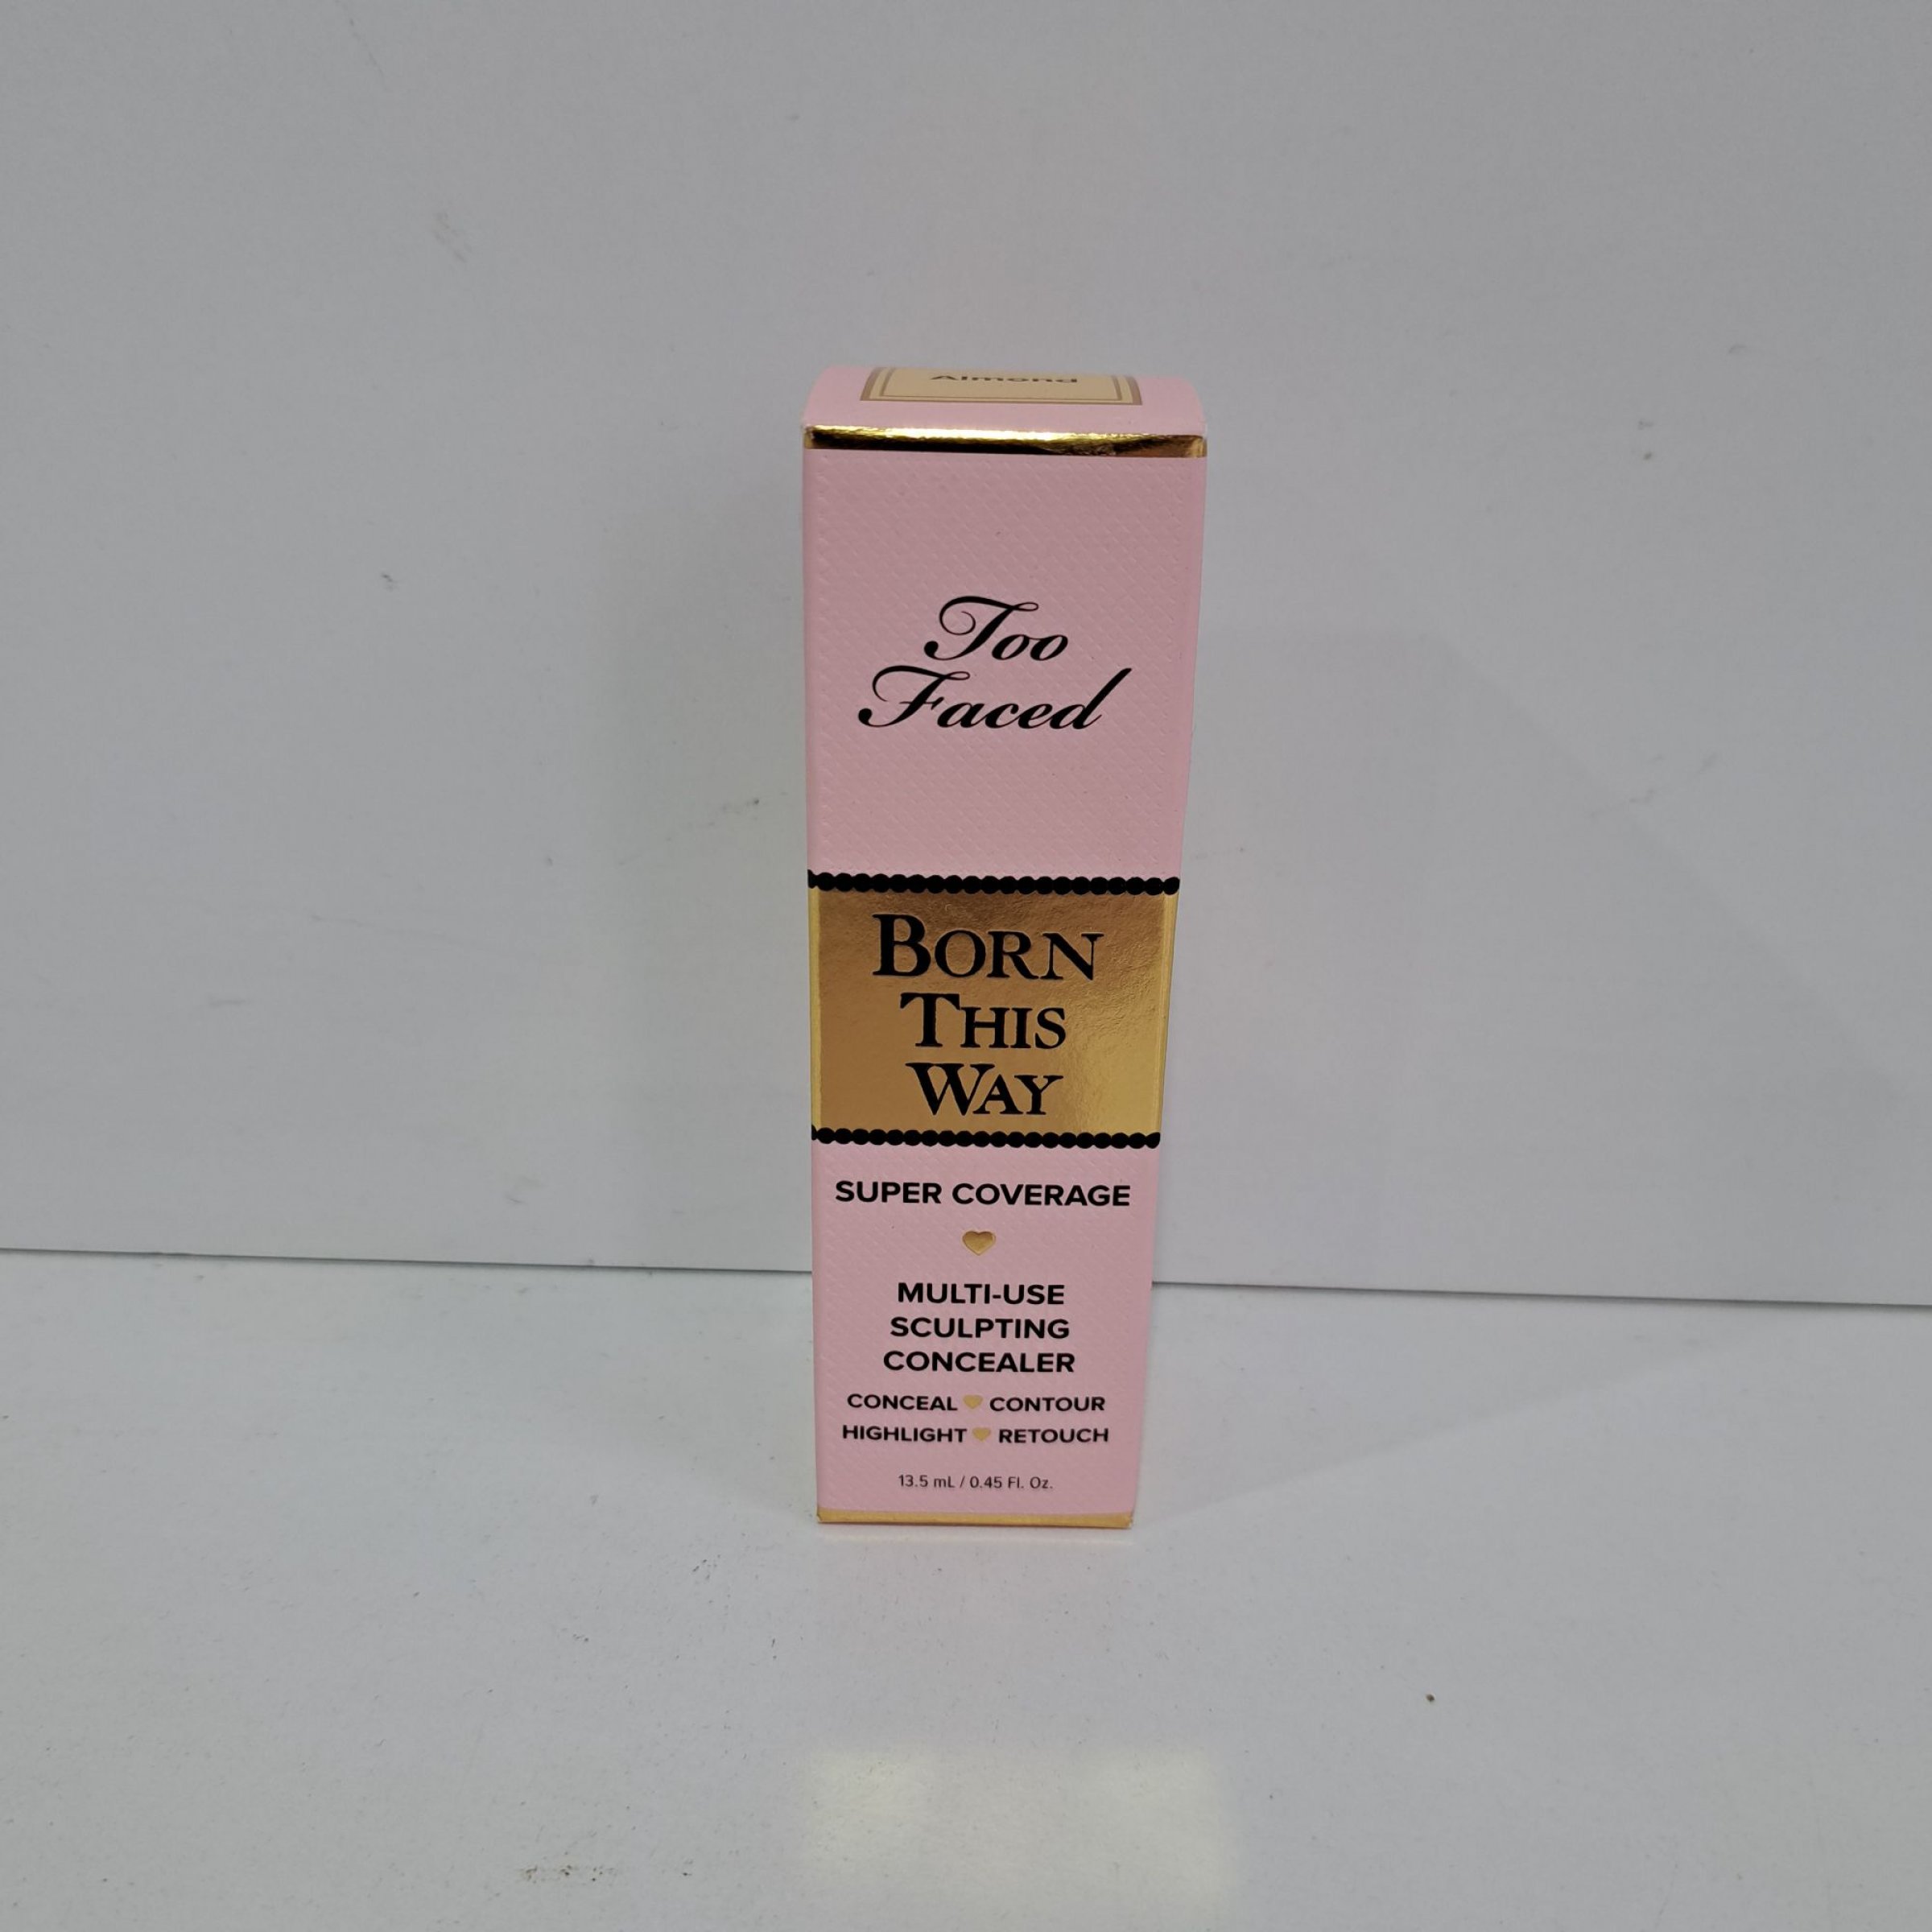 Almond
Too
Faced
BORN
THIS
WAY
SUPER COVERAGE
MULTI-USE
SCULPTING
CONCEALER
CONCEAL CONTOUR
HIGHLIGHT RETOUCH
13.5 mL / 0.45 Fl. Oz.